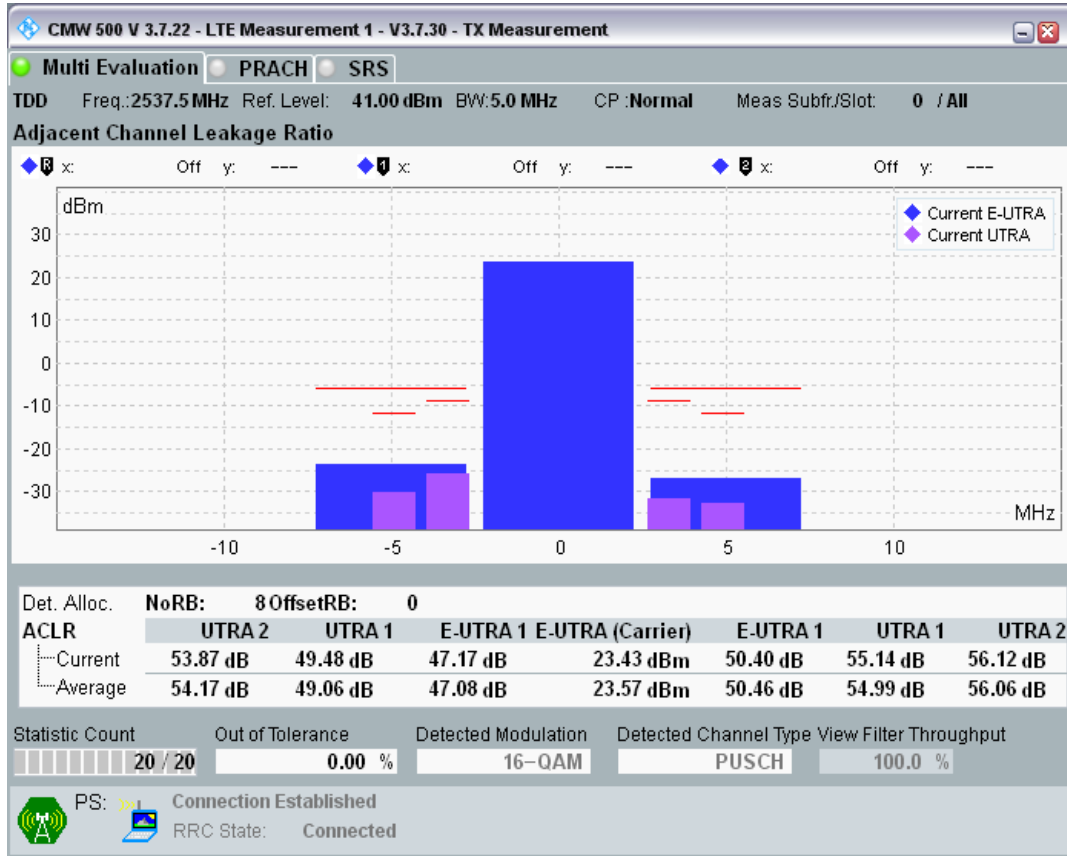 CMW 500 V 3.7.22 - LTE Measurement 1 - V3.7.30 - TX Measurement
Multi Evaluation PRACH SRS
TDD Freq.:2537.5 MHz Ref. Level: 41.00 dBm BW:5.0 MHz CP :Normal Meas Subfr./Slot: 0 / All
Adjacent Channel Leakage Ratio
R x: Off y: --- 1 x: Off y: --- 2 x: Off y: ---
dBm
Current E-UTRA
Current UTRA
30
20
10
0
-10
-20
-30
MHz
-10 -5 0 5 10
Det. Alloc. NoRB: 8 OffsetRB: 0
ACLR UTRA 2 UTRA 1 E-UTRA 1 E-UTRA (Carrier) E-UTRA 1 UTRA 1 UTRA 2
Current 53.87 dB 49.48 dB 47.17 dB 23.43 dBm 50.40 dB 55.14 dB 56.12 dB
Average 54.17 dB 49.06 dB 47.08 dB 23.57 dBm 50.46 dB 54.99 dB 56.06 dB
Statistic Count Out of Tolerance Detected Modulation Detected Channel Type View Filter Throughput
20 / 20 0.00 % 16-QAM PUSCH 100.0 %
PS: Connection Established
RRC State: Connected